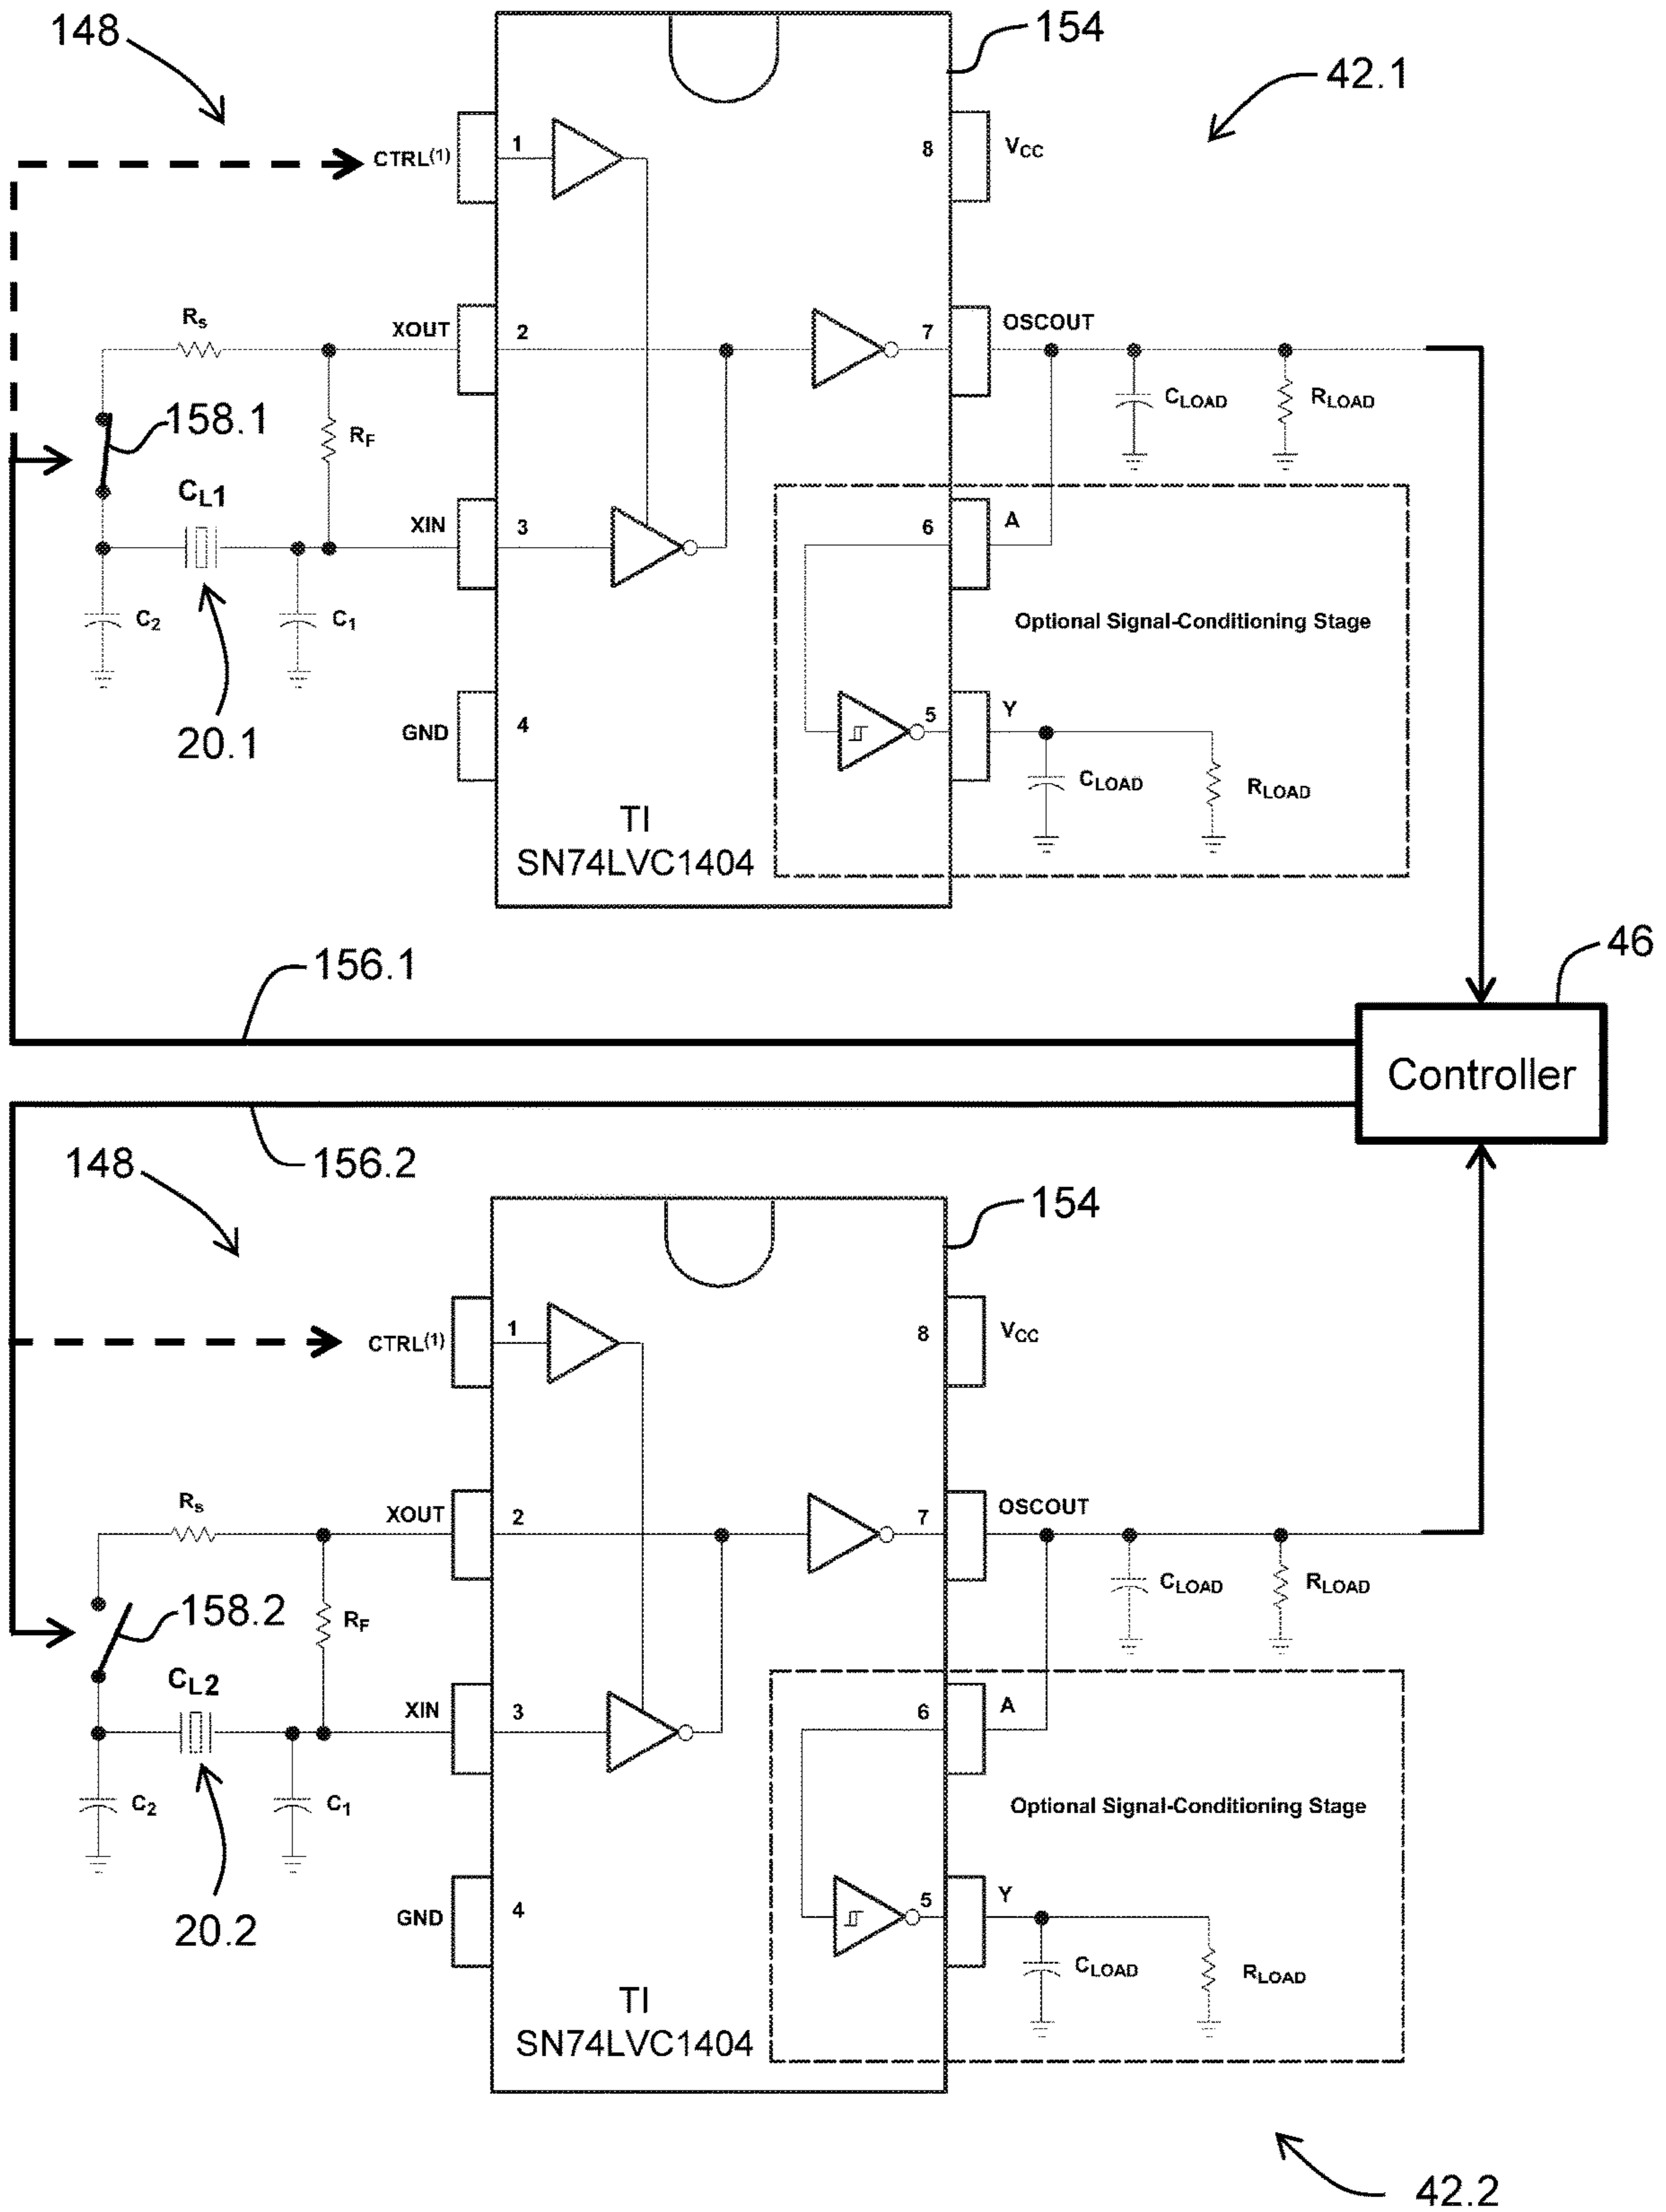 148
154
42.1
CTRL(1)
1
8
VCC
Rs
XOUT
2
7
OSCOUT
158.1
RF
CLOAD
RLOAD
CL1
XIN
3
6
A
C2
C1
Optional Signal-Conditioning Stage
20.1
GND
4
5
Y
CLOAD
RLOAD
TI
SN74LVC1404
156.1
46
Controller
156.2
148
154
CTRL(1)
1
8
VCC
Rs
XOUT
2
7
OSCOUT
158.2
RF
CLOAD
RLOAD
CL2
XIN
3
6
A
C2
C1
Optional Signal-Conditioning Stage
20.2
GND
4
5
Y
CLOAD
RLOAD
TI
SN74LVC1404
42.2